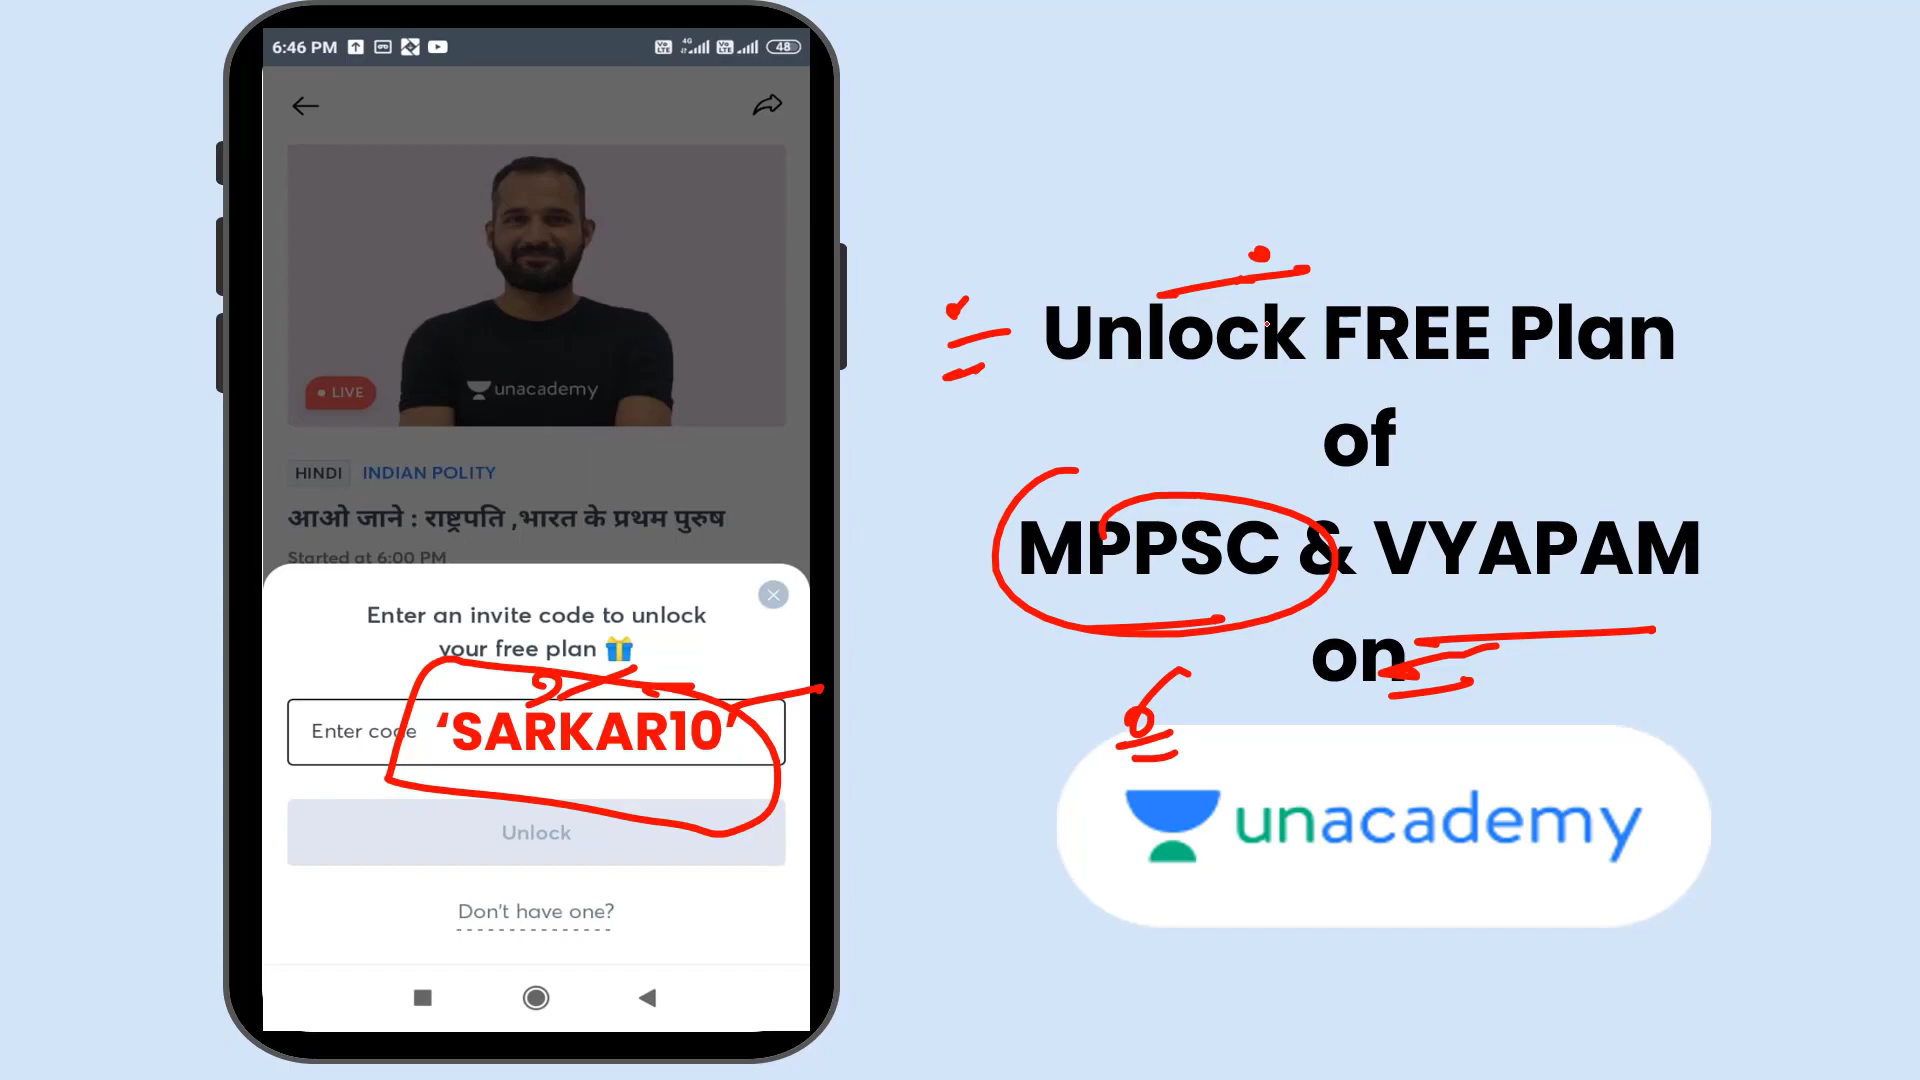 6:46 PM
4G
48
unacademy
LIVE
HINDI INDIAN POLITY
आओ जाने : राष्ट्रपति ,भारत के प्रथम पुरुष
Started at 6:00 PM
Enter an invite code to unlock
your free plan
Enter code 'SARKAR10'
Unlock
Don't have one?
Unlock FREE Plan
of
MPPSC & VYAPAM
on
unacademy